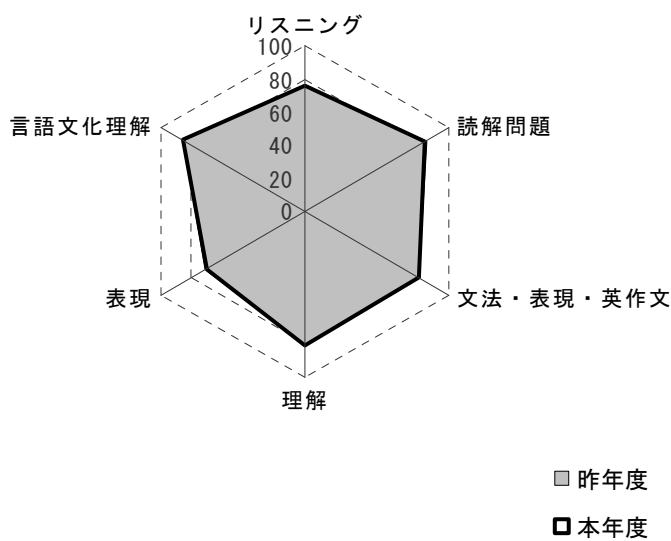 リスニング
100
80
60
40
20
0
言語文化理解
読解問題
表現
文法・表現・英作文
理解
昨年度
本年度